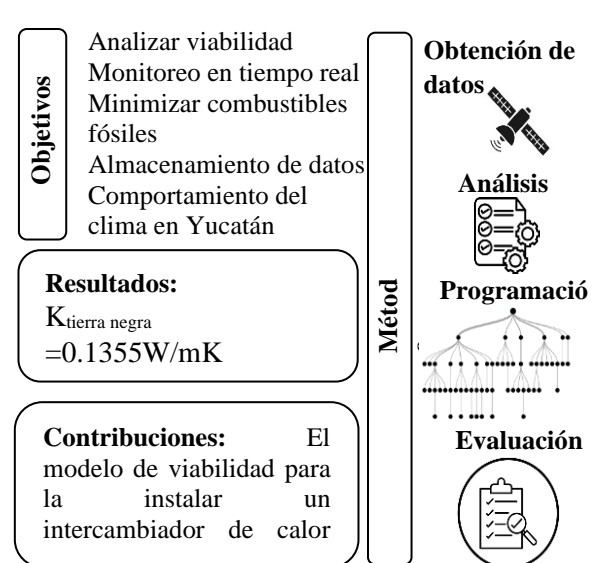 Objetivos
Analizar viabilidad
Monitoreo en tiempo real
Minimizar combustibles
fósiles
Almacenamiento de datos
Comportamiento del
clima en Yucatán
Resultados:
Ktierra negra
=0.1355W/mK
Contribuciones: El
modelo de viabilidad para
la instalar un
intercambiador de calor
Métod
Obtención de
datos
Análisis
Programació
Evaluación